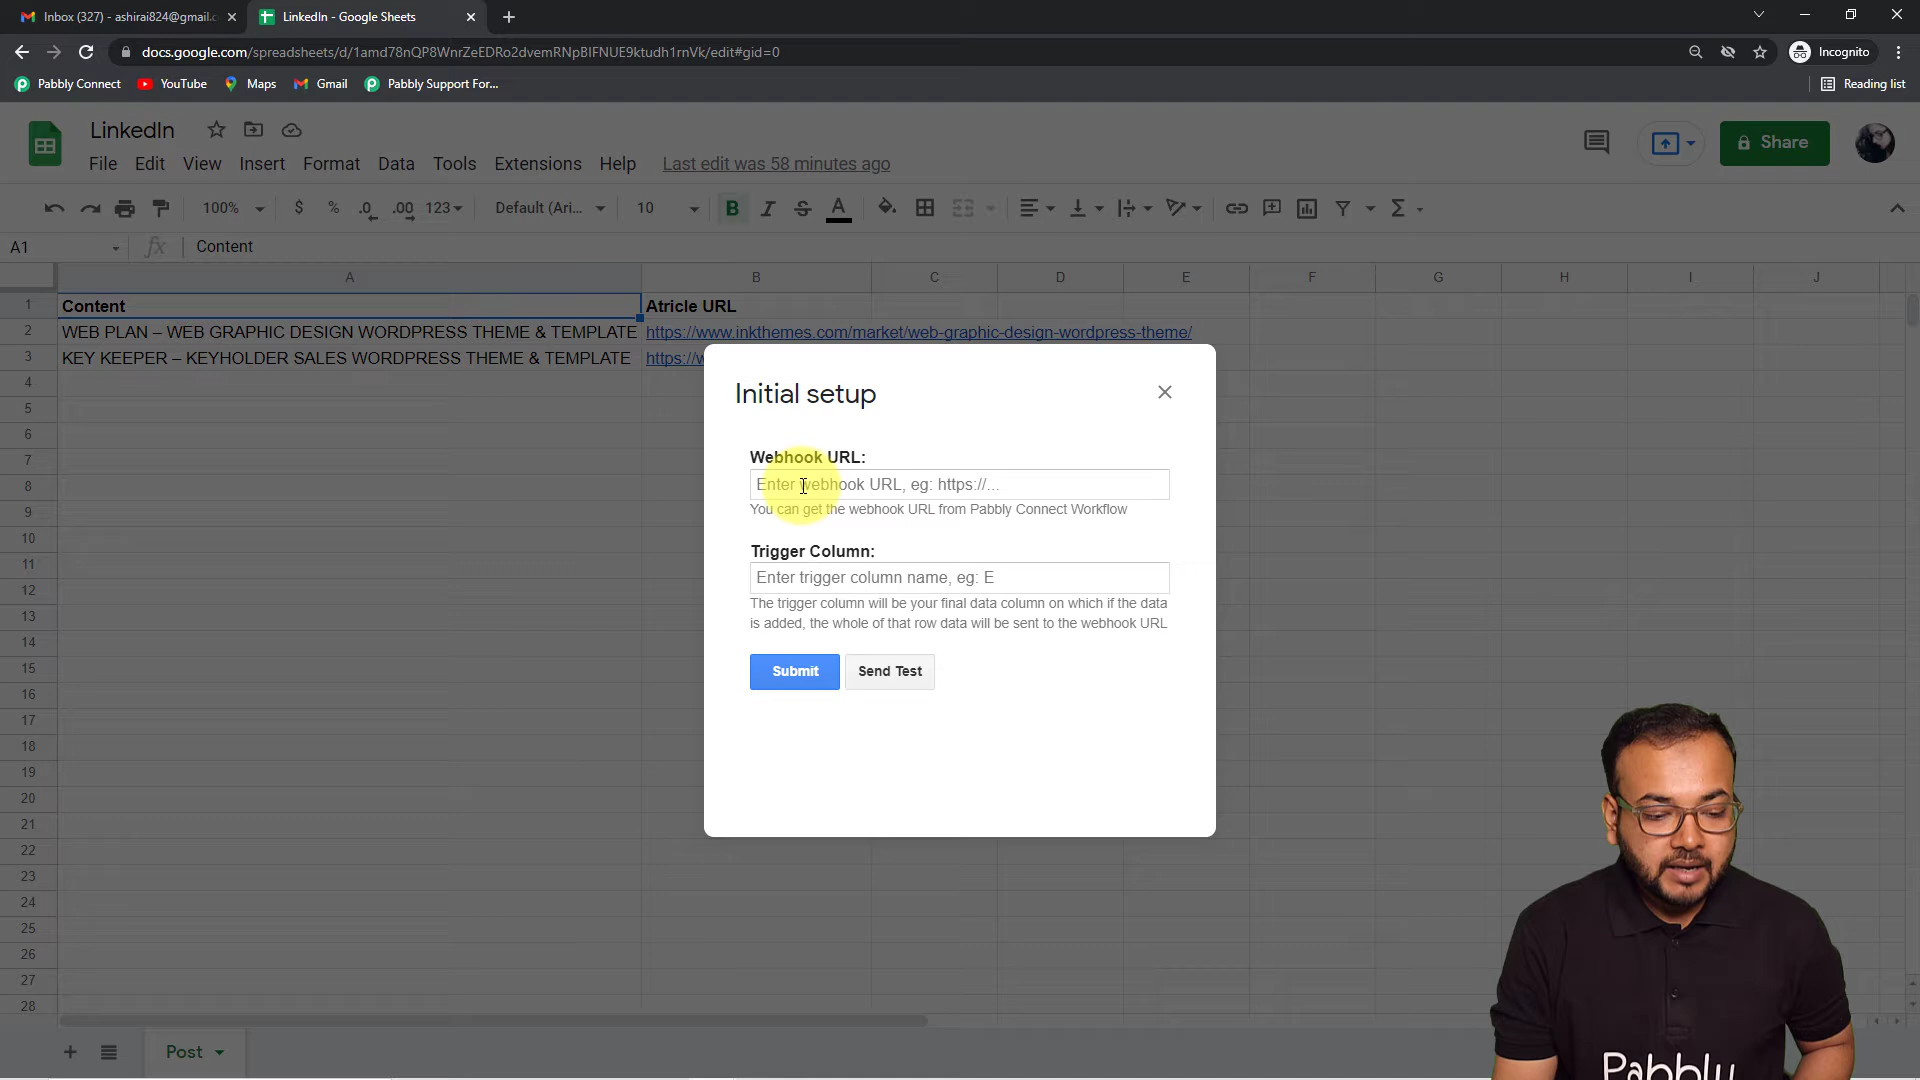 Inbox (327) - ashirai824@gmail.c
LinkedIn - Google Sheets
docs.google.com/spreadsheets/d/1amd78nQP8WnrZeEDRo2dvemRNpBIFNUE9ktudh1rnVk/edit#gid=0
Incognito
Pabbly Connect
YouTube
Maps
Gmail
Pabbly Support For...
Reading list
LinkedIn
Share
File Edit View Insert Format Data Tools Extensions Help Last edit was 58 minutes ago
100% $ % .0 .00 123 Default (Ari... 10 B I S A Σ
A1 fx Content
A B C D E F G H I J
1 Content Atricle URL
2 WEB PLAN – WEB GRAPHIC DESIGN WORDPRESS THEME & TEMPLATE https://www.inkthemes.com/market/web-graphic-design-wordpress-theme/
3 KEY KEEPER – KEYHOLDER SALES WORDPRESS THEME & TEMPLATE https://w
4
5
6
7
8
9
10
11
12
13
14
15
16
17
18
19
20
21
22
23
24
25
26
27
28
Initial setup
Webhook URL:
Enter webhook URL, eg: https://...
You can get the webhook URL from Pabbly Connect Workflow
Trigger Column:
Enter trigger column name, eg: E
The trigger column will be your final data column on which if the data
is added, the whole of that row data will be sent to the webhook URL
Submit Send Test
Post
Pabbly